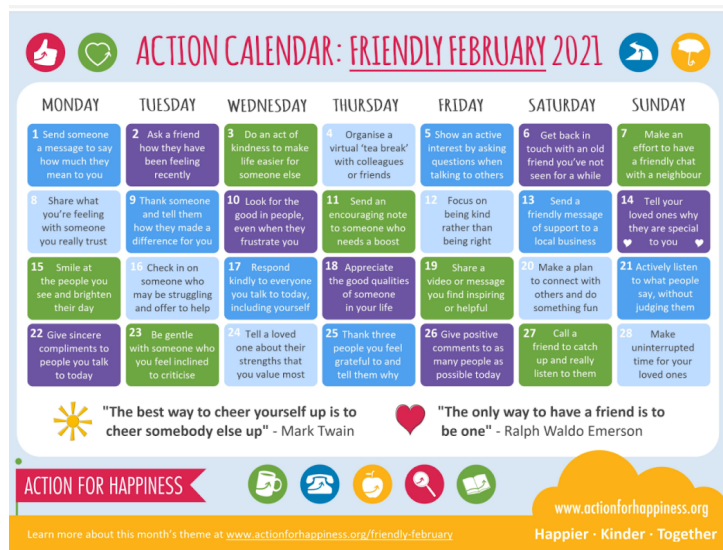 ACTION CALENDAR: FRIENDLY FEBRUARY 2021
MONDAY TUESDAY WEDNESDAY THURSDAY FRIDAY SATURDAY SUNDAY
1 Send someone
a message to say
how much they
mean to you
2 Ask a friend
how they have
been feeling
recently
3 Do an act of
kindness to make
life easier for
someone else
4 Organise a
virtual 'tea break'
with colleagues
or friends
5 Show an active
interest by asking
questions when
talking to others
6 Get back in
touch with an old
friend you've not
seen for a while
7 Make an
effort to have
a friendly chat
with a neighbour
8 Share what
you're feeling
with someone
you really trust
9 Thank someone
and tell them
how they made a
difference for you
10 Look for the
good in people,
even when they
frustrate you
11 Send an
encouraging note
to someone who
needs a boost
12 Focus on
being kind
rather than
being right
13 Send a
friendly message
of support to a
local business
14 Tell your
loved ones why
they are special
to you
15 Smile at
the people you
see and brighten
their day
16 Check in on
someone who
may be struggling
and offer to help
17 Respond
kindly to everyone
you talk to today,
including yourself
18 Appreciate
the good qualities
of someone
in your life
19 Share a
video or message
you find inspiring
or helpful
20 Make a plan
to connect with
others and do
something fun
21 Actively listen
to what people
say, without
judging them
22 Give sincere
compliments to
people you talk
to today
23 Be gentle
with someone who
you feel inclined
to criticise
24 Tell a loved
one about their
strengths that
you value most
25 Thank three
people you feel
grateful to and
tell them why
26 Give positive
comments to as
many people as
possible today
27 Call a
friend to catch
up and really
listen to them
28 Make
uninterrupted
time for your
loved ones
"The best way to cheer yourself up is to
cheer somebody else up" - Mark Twain
"The only way to have a friend is to
be one" - Ralph Waldo Emerson
ACTION FOR HAPPINESS
www.actionforhappiness.org
Learn more about this month's theme at www.actionforhappiness.org/friendly-february
Happier · Kinder · Together